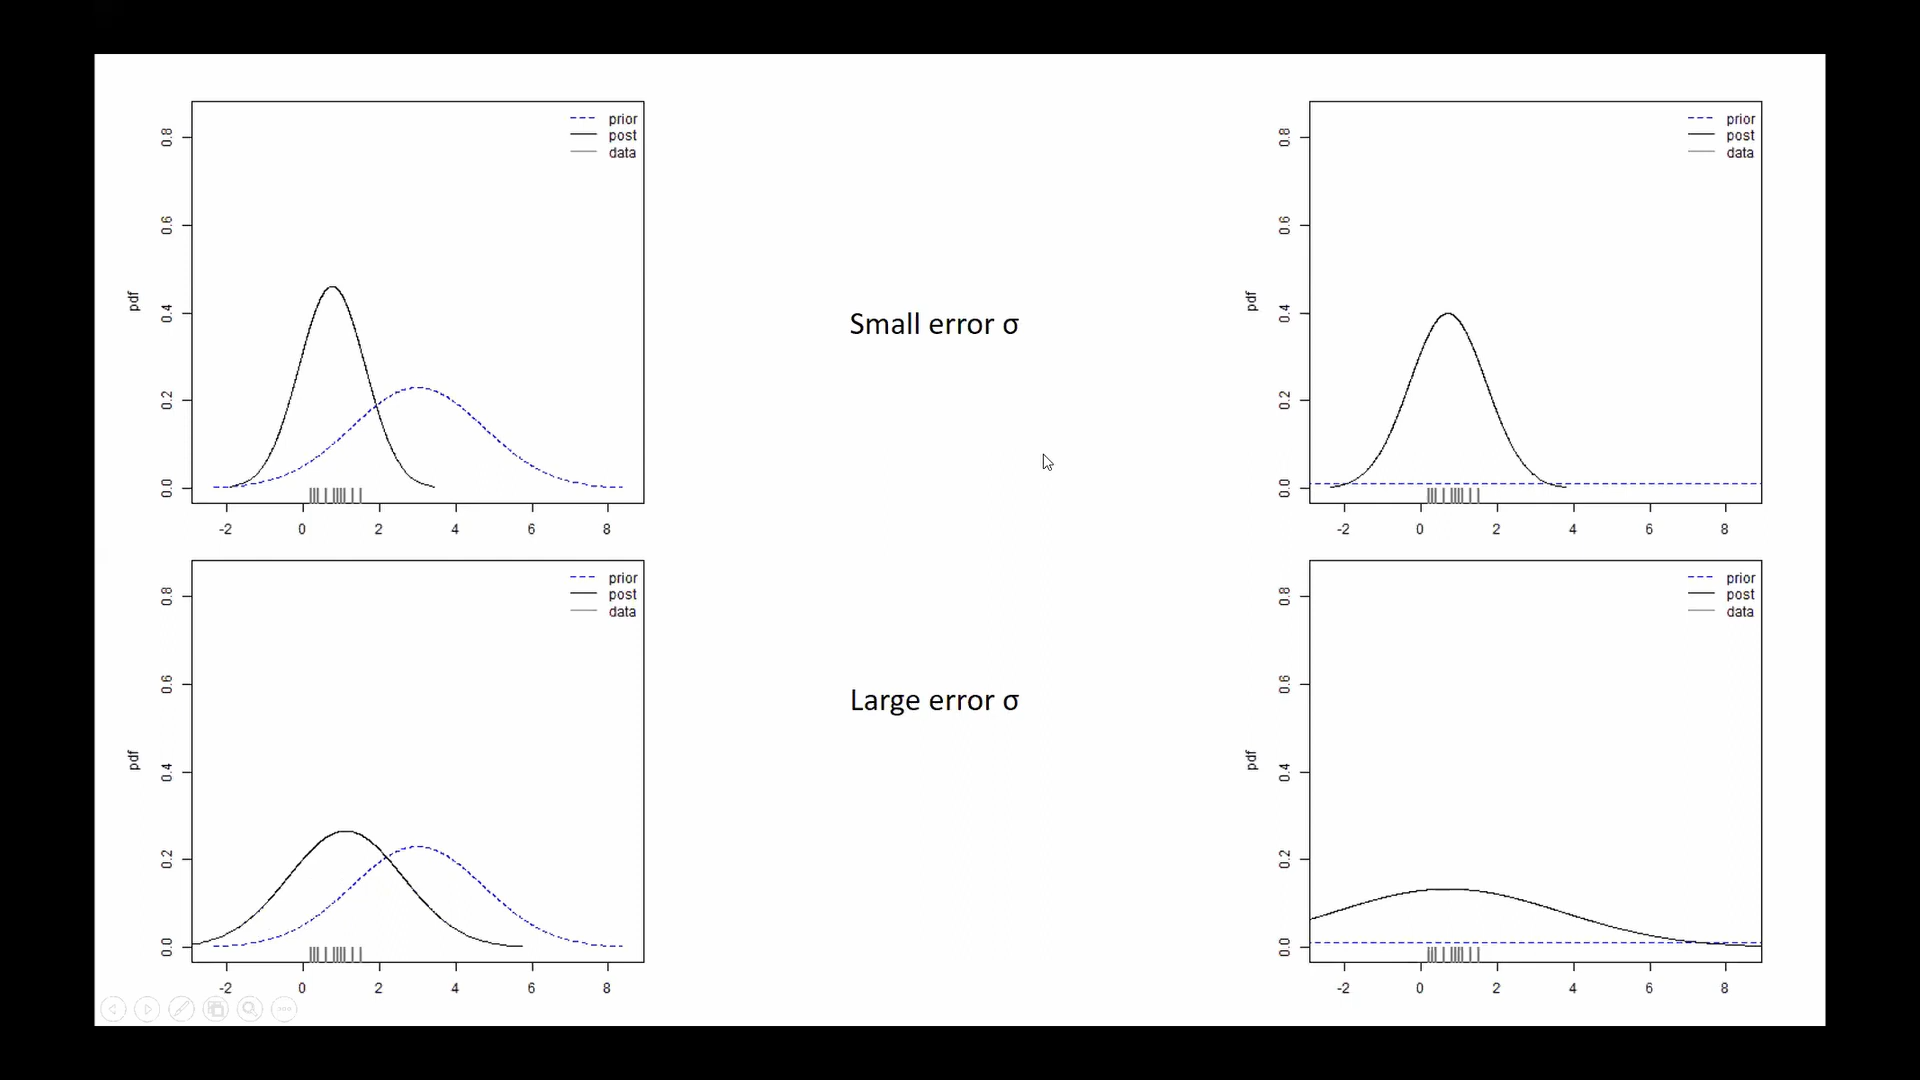 prior
post
data
0.8
0.6
0.4
0.2
0.0
pdf
-2 0 2 4 6 8
Small error σ
prior
post
data
0.8
0.6
0.4
0.2
0.0
pdf
-2 0 2 4 6 8
prior
post
data
0.8
0.6
0.4
0.2
0.0
pdf
-2 0 2 4 6 8
Large error σ
prior
post
data
0.8
0.6
0.4
0.2
0.0
pdf
-2 0 2 4 6 8